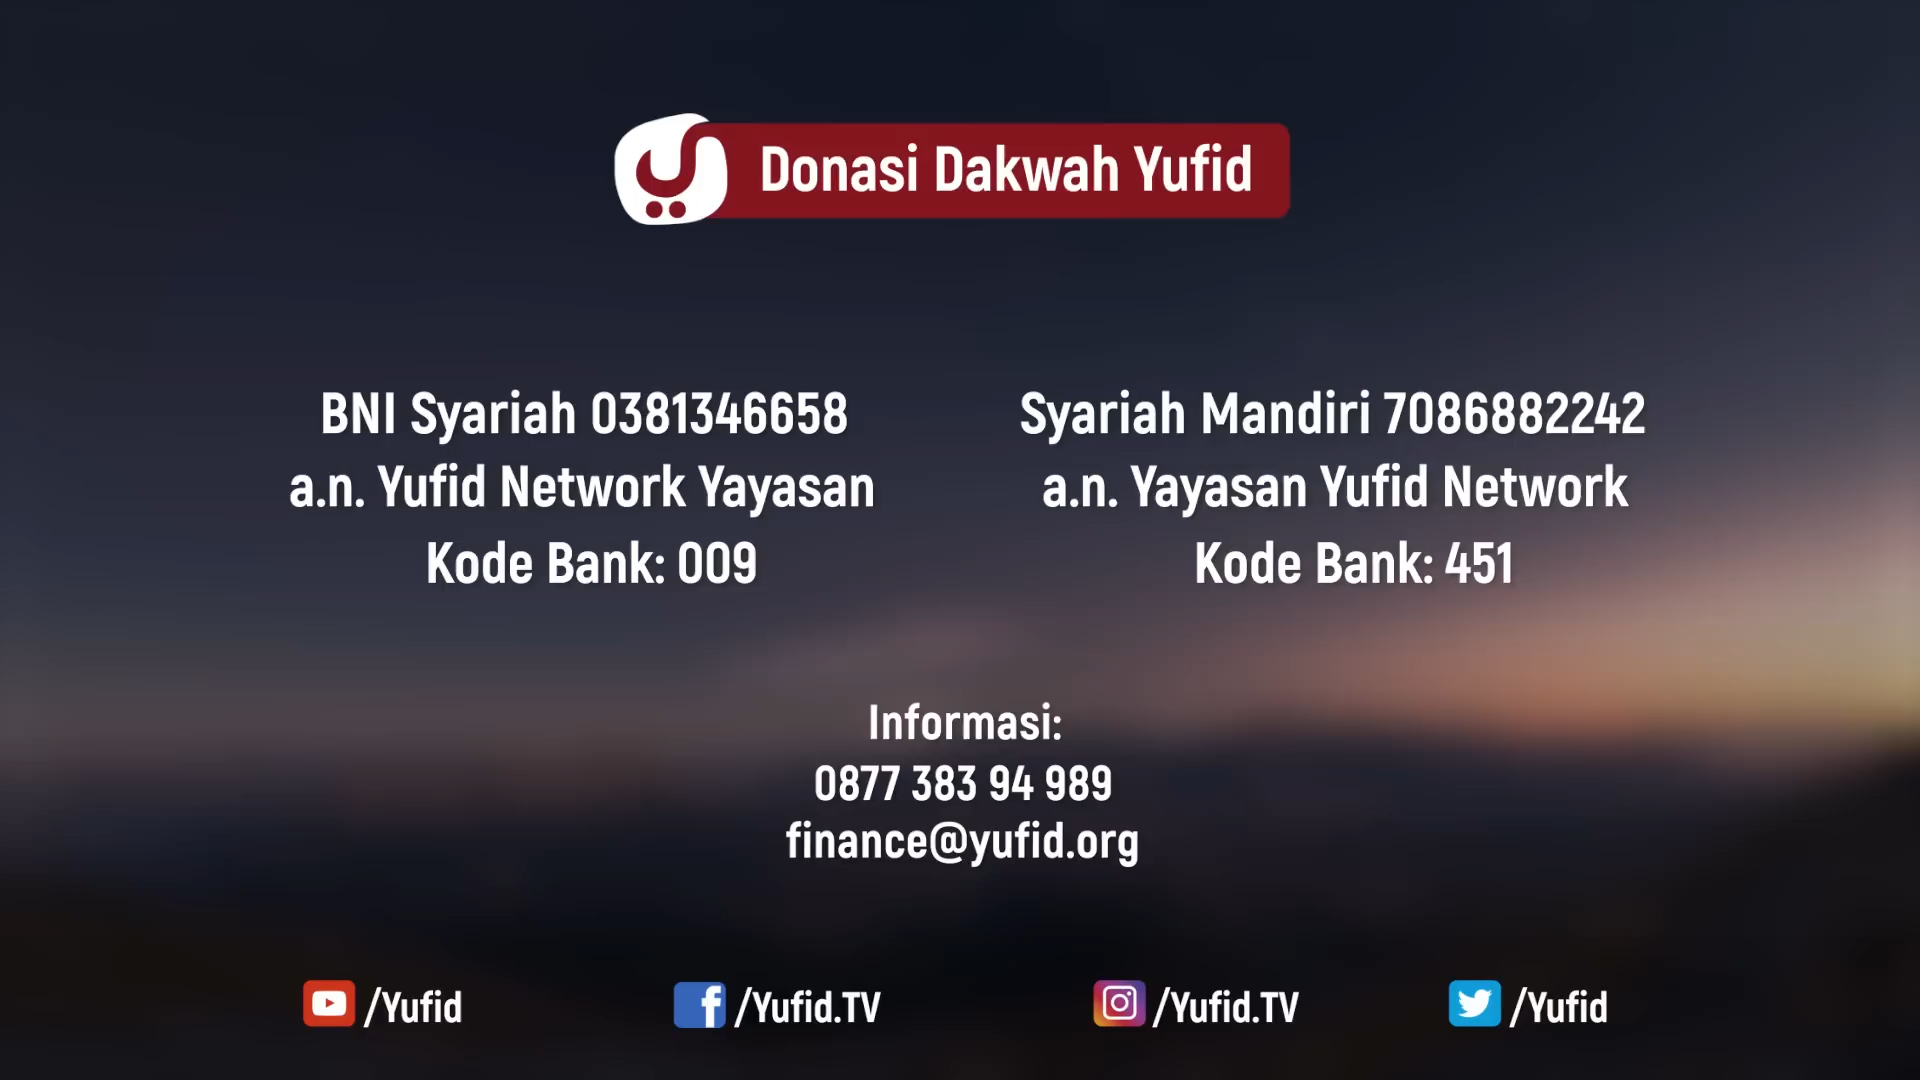 Donasi Dakwah Yufid
BNI Syariah 0381346658
a.n. Yufid Network Yayasan
Kode Bank: 009
Syariah Mandiri 7086882242
a.n. Yayasan Yufid Network
Kode Bank: 451
Informasi:
0877 383 94 989
finance@yufid.org
/Yufid
/Yufid.TV
/Yufid.TV
/Yufid